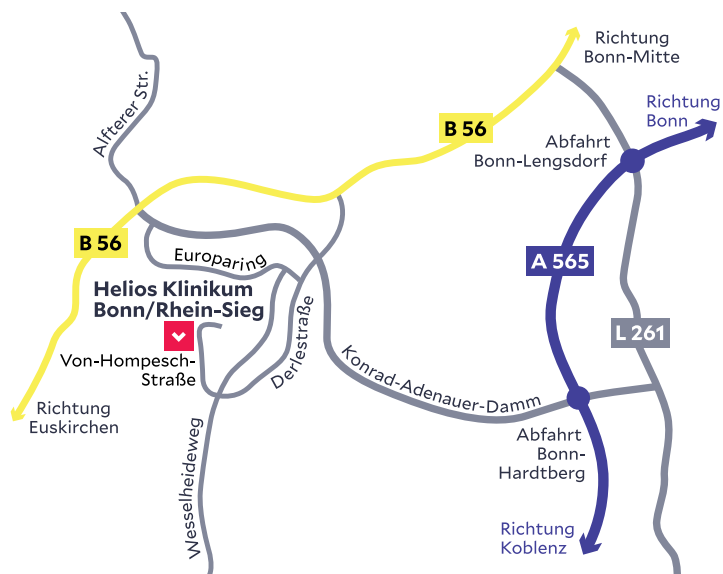 Richtung
Bonn-Mitte
Alfterer Str.
Richtung
Bonn
B 56
Abfahrt
Bonn-Lengsdorf
B 56
Europaring
A 565
Helios Klinikum
Bonn/Rhein-Sieg
L 261
Von-Hompesch-
Straße
Derlestraße
Konrad-Adenauer-Damm
Richtung
Euskirchen
Wesselheideweg
Abfahrt
Bonn-
Hardtberg
Richtung
Koblenz